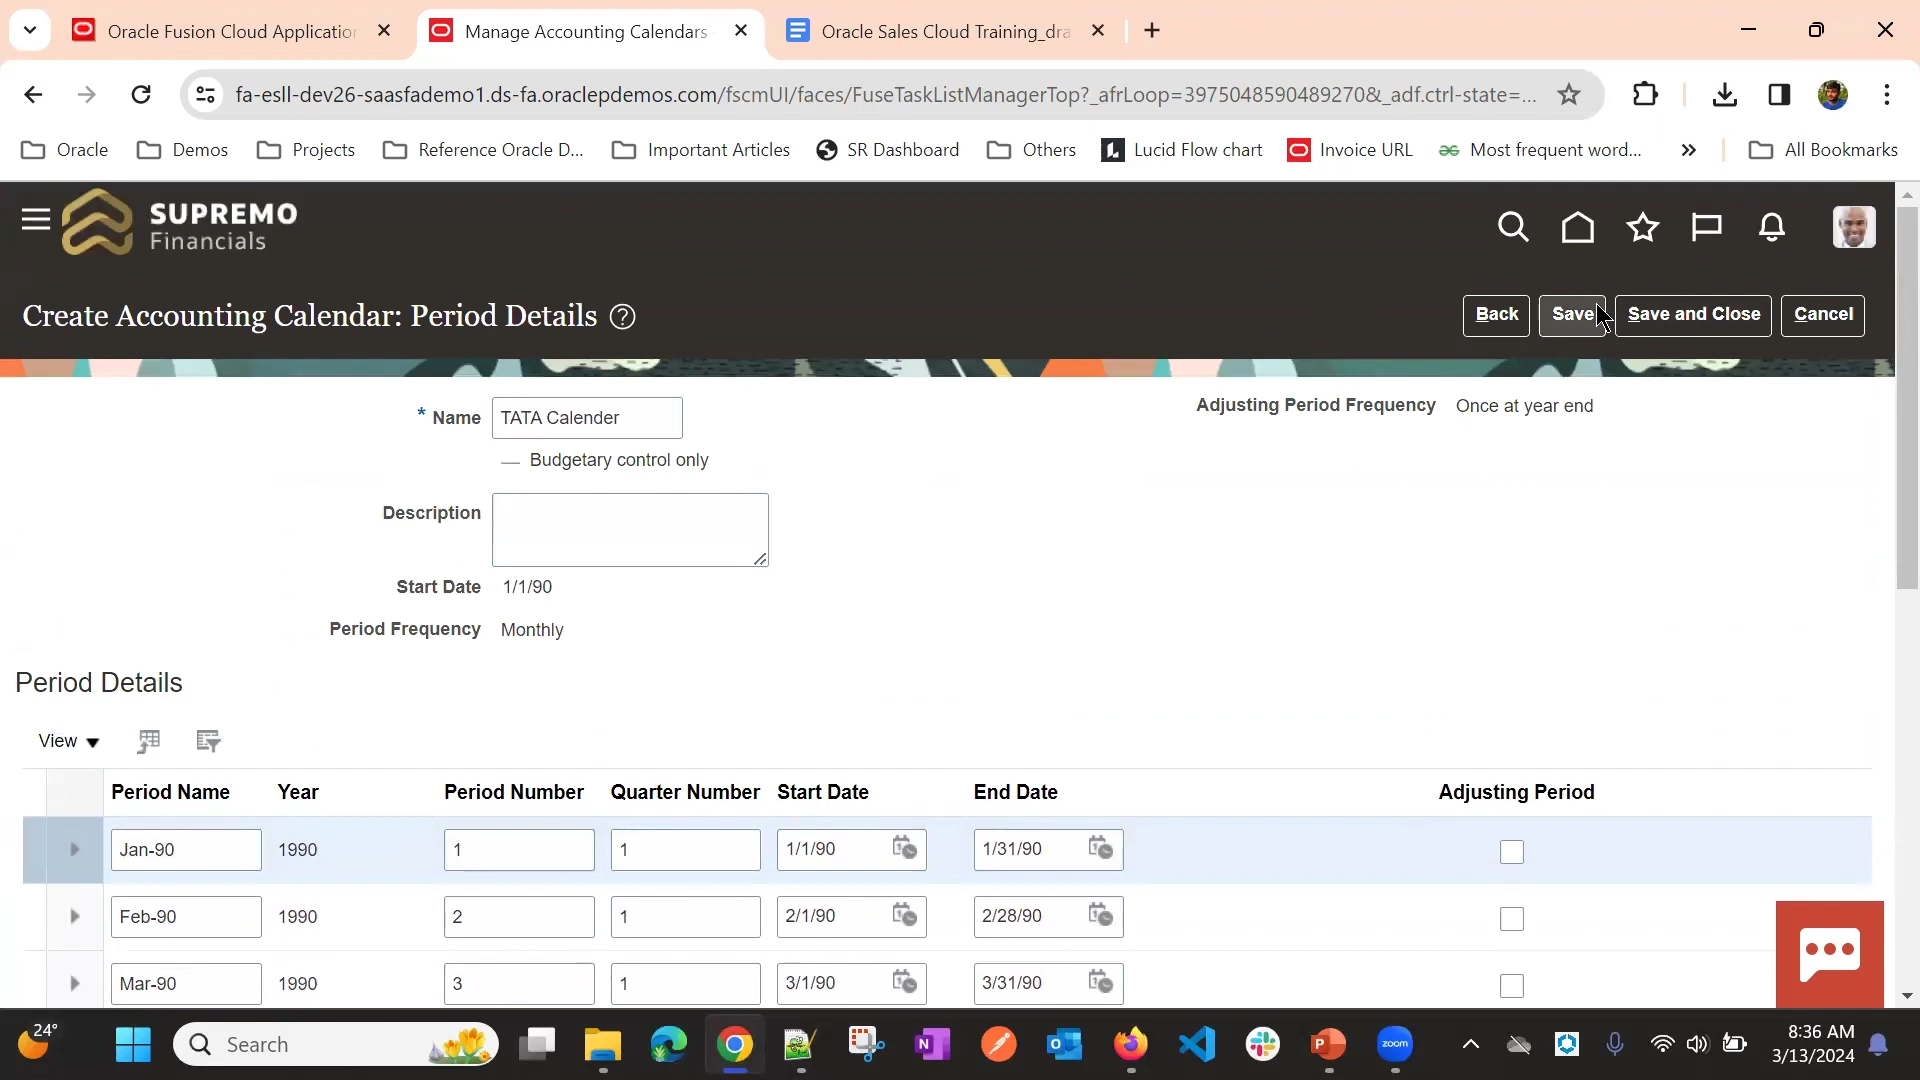 Oracle Fusion Cloud Application
Manage Accounting Calendars
Oracle Sales Cloud Training_dra
fa-esll-dev26-saasfademo1.ds-fa.oraclepdemos.com/fscmUI/faces/FuseTaskListManagerTop?_afrLoop=3975048590489270&_adf.ctrl-state=...
Oracle
Demos
Projects
Reference Oracle D...
Important Articles
SR Dashboard
Others
Lucid Flow chart
Invoice URL
Most frequent word...
All Bookmarks
SUPREMO
Financials
Create Accounting Calendar: Period Details
Back
Save
Save and Close
Cancel
* Name TATA Calender
Adjusting Period Frequency Once at year end
Budgetary control only
Description
Start Date 1/1/90
Period Frequency Monthly
Period Details
View
Period Name Year Period Number Quarter Number Start Date End Date Adjusting Period
Jan-90 1990 1 1 1/1/90 1/31/90
Feb-90 1990 2 1 2/1/90 2/28/90
Mar-90 1990 3 1 3/1/90 3/31/90
24°
Search
zoom
8:36 AM
3/13/2024